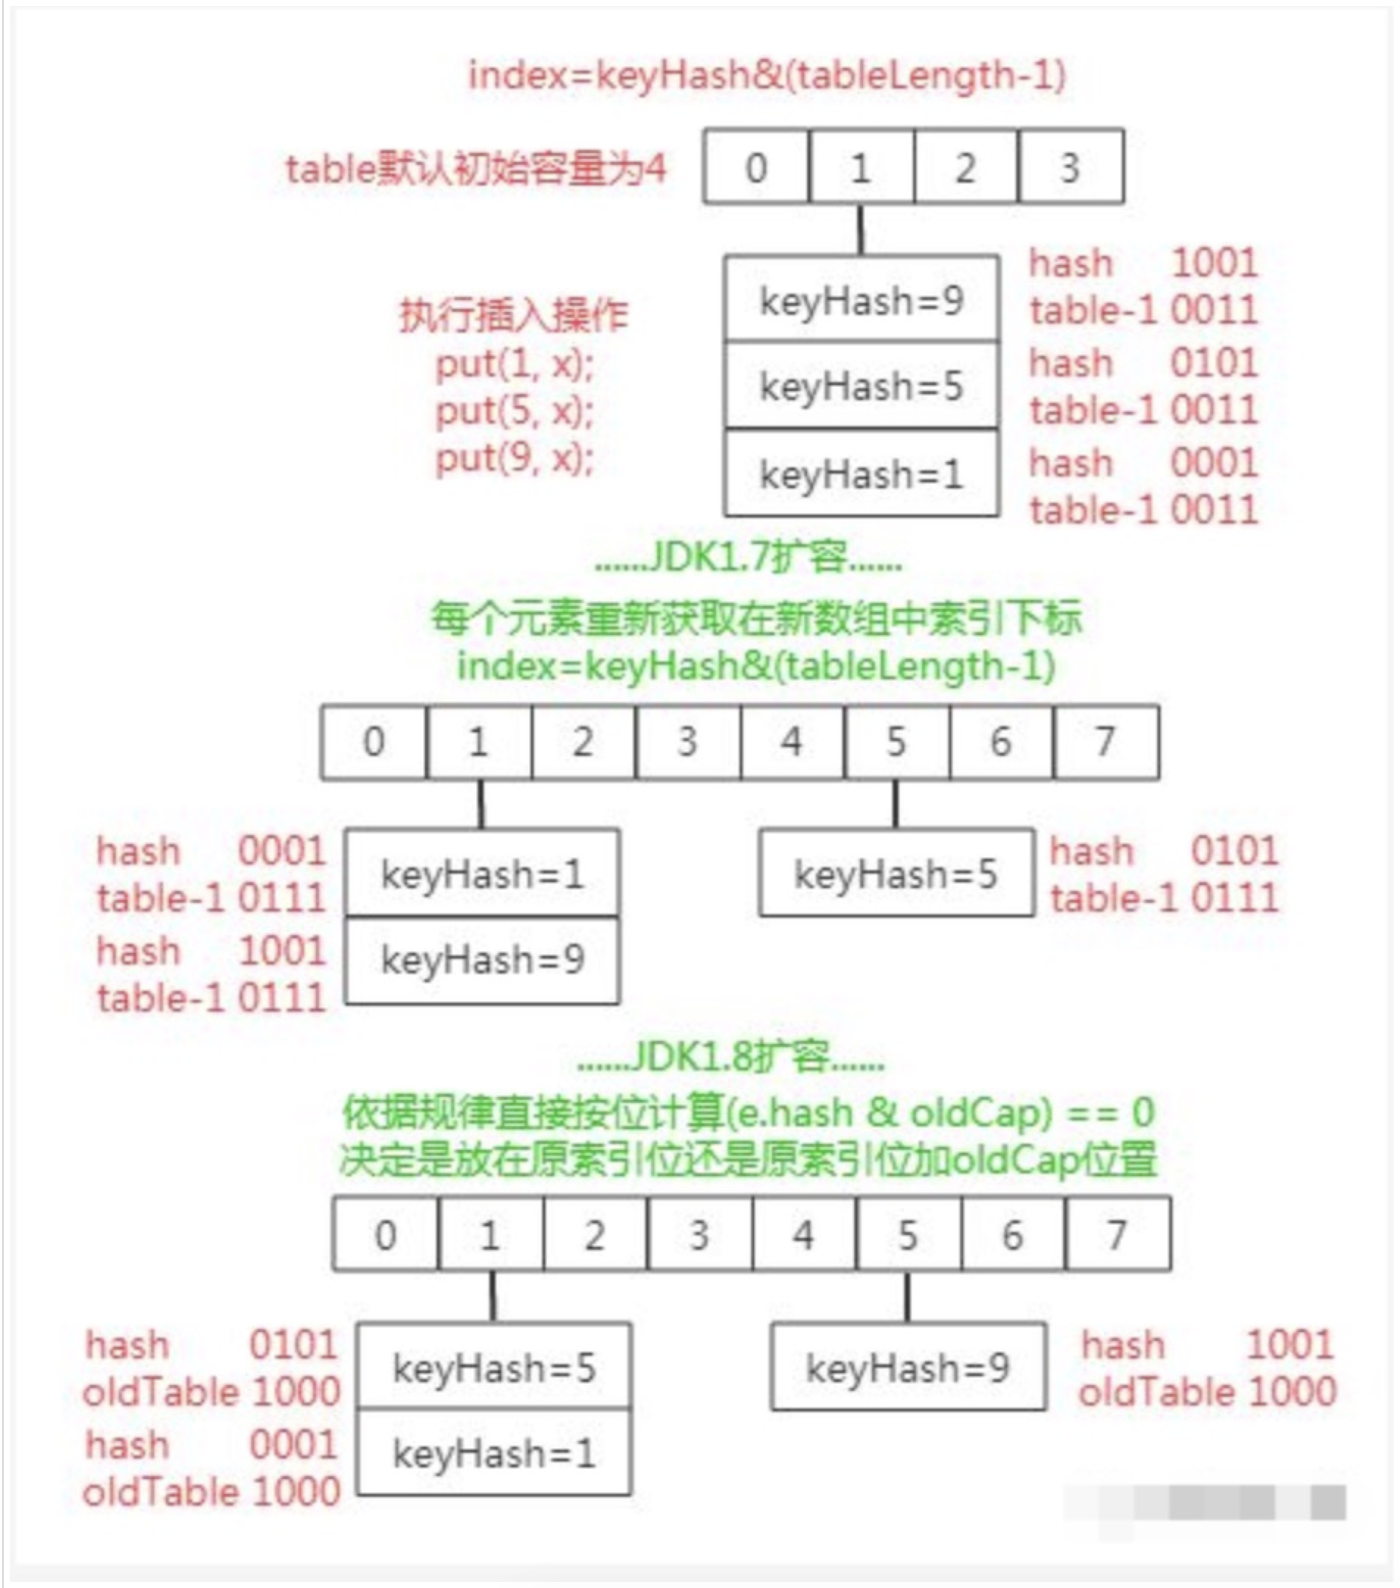 index=keyHash&(tableLength-1)
table默认初始容量为4
0 1 2 3
执行插入操作
put(1, x);
put(5, x);
put(9, x);
keyHash=9
keyHash=5
keyHash=1
hash 1001
table-1 0011
hash 0101
table-1 0011
hash 0001
table-1 0011
......JDK1.7扩容......
每个元素重新获取在新数组中索引下标
index=keyHash&(tableLength-1)
0 1 2 3 4 5 6 7
hash 0001
table-1 0111
hash 1001
table-1 0111
keyHash=1
keyHash=9
keyHash=5
hash 0101
table-1 0111
......JDK1.8扩容......
依据规律直接按位计算(e.hash & oldCap) == 0
决定是放在原索引位还是原索引位加oldCap位置
0 1 2 3 4 5 6 7
hash 0101
oldTable 1000
hash 0001
oldTable 1000
keyHash=5
keyHash=1
keyHash=9
hash 1001
oldTable 1000